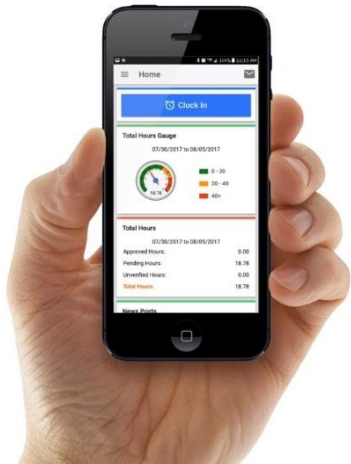 Home
Clock In
Total Hours Gauge
07/30/2017 to 08/05/2017
0 - 30
30 - 40
40+
18.78
Total Hours
07/30/2017 to 08/05/2017
Approved Hours: 0.00
Pending Hours: 18.78
Unverified Hours: 0.00
Total Hours: 18.78
News Posts